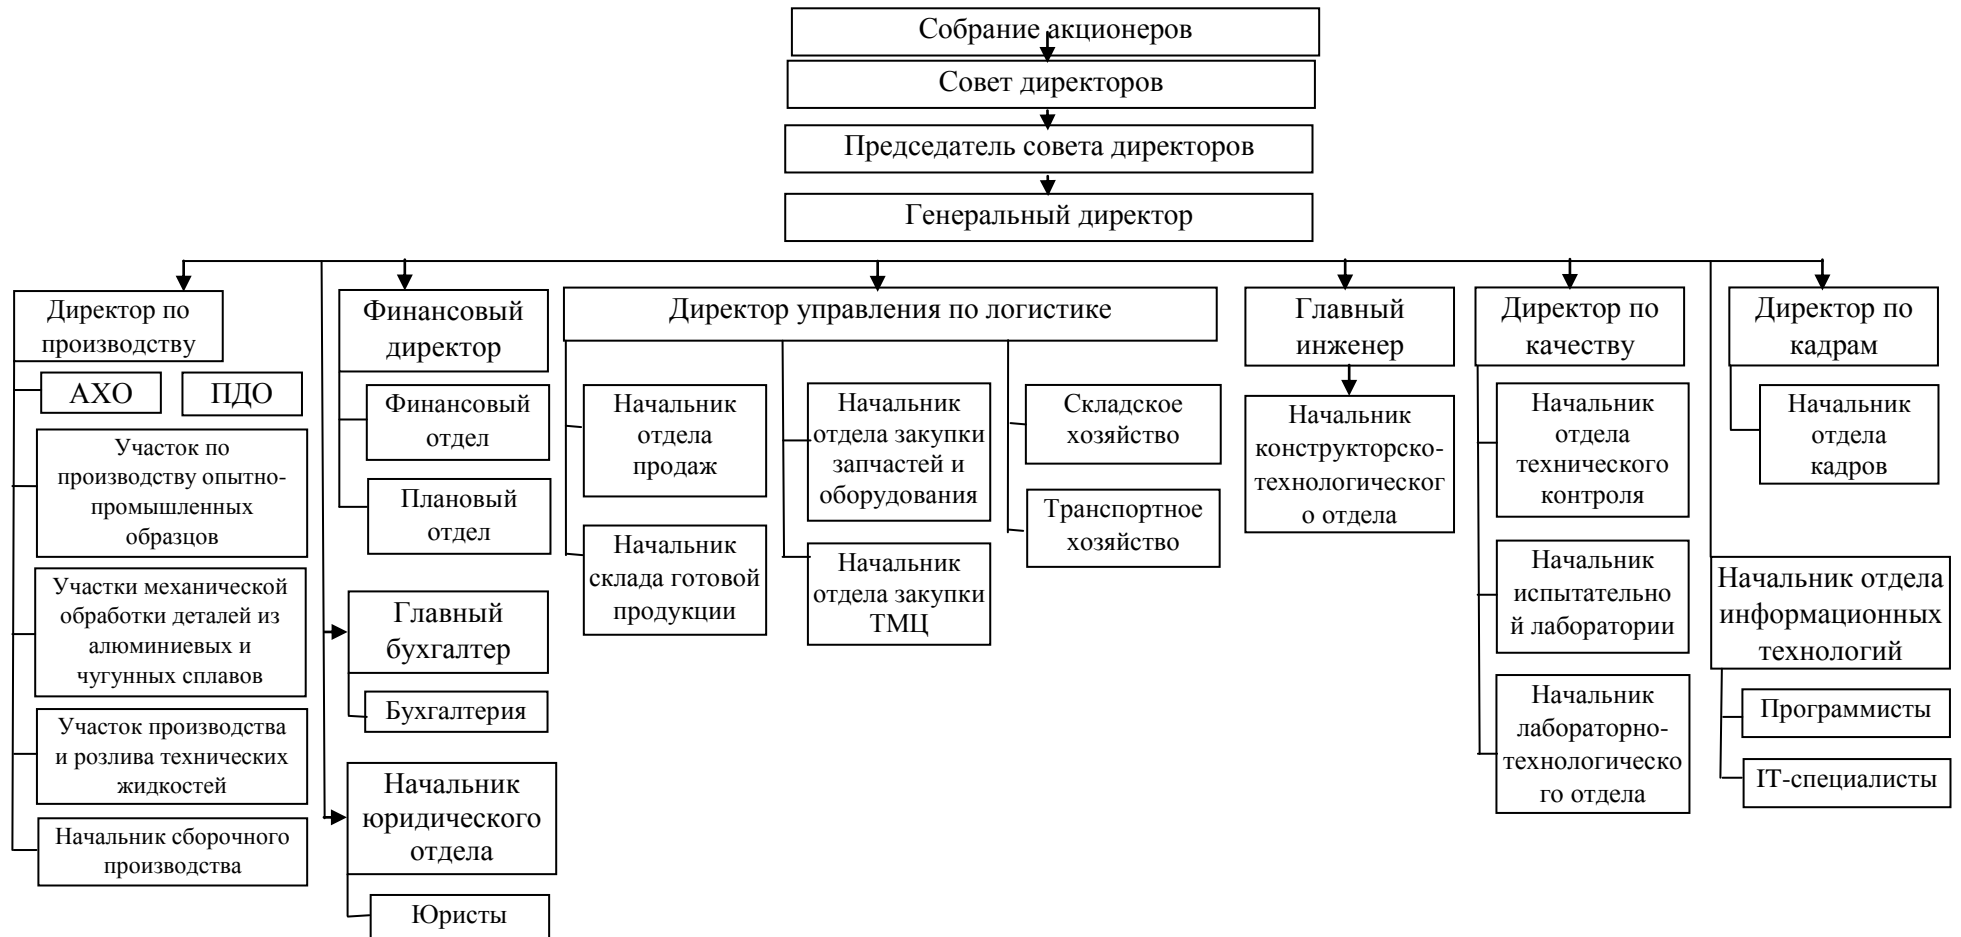 Собрание акционеров
Совет директоров
Председатель совета директоров
Генеральный директор
Директор по
производству
АХО
ПДО
Участок по
производству опытно-
промышленных
образцов
Участки механической
обработки деталей из
алюминиевых и
чугунных сплавов
Участок производства
и розлива технических
жидкостей
Начальник сборочного
производства
Финансовый
директор
Финансовый
отдел
Плановый
отдел
Главный
бухгалтер
Бухгалтерия
Начальник
юридического
отдела
Юристы
Директор управления по логистике
Начальник
отдела
продаж
Начальник
склада готовой
продукции
Начальник
отдела закупки
запчастей и
оборудования
Начальник
отдела закупки
ТМЦ
Складское
хозяйство
Транспортное
хозяйство
Главный
инженер
Начальник
конструкторско-
технологическог
о отдела
Директор по
качеству
Начальник
отдела
технического
контроля
Начальник
испытательно
й лаборатории
Начальник
лабораторно-
технологическо
го отдела
Директор по
кадрам
Начальник
отдела
кадров
Начальник отдела
информационных
технологий
Программисты
IT-специалисты